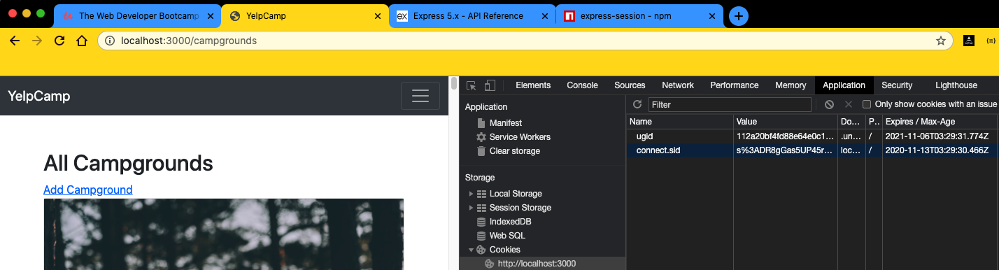 The Web Developer Bootcamp
YelpCamp
Express 5.x - API Reference
express-session - npm
localhost:3000/campgrounds
YelpCamp
All Campgrounds
Add Campground
Elements Console Sources Network Performance Memory Application Security Lighthouse
Application
Manifest
Service Workers
Clear storage
Storage
Local Storage
Session Storage
IndexedDB
Web SQL
Cookies
http://localhost:3000
Filter
Only show cookies with an issue
Name Value Do... P.. Expires / Max-Age
ugid 112a20bf4fd88e64e0c1... .un... / 2021-11-06T03:29:31.774Z
connect.sid s%3ADR8gGas5UP45r... loc... / 2020-11-13T03:29:30.466Z